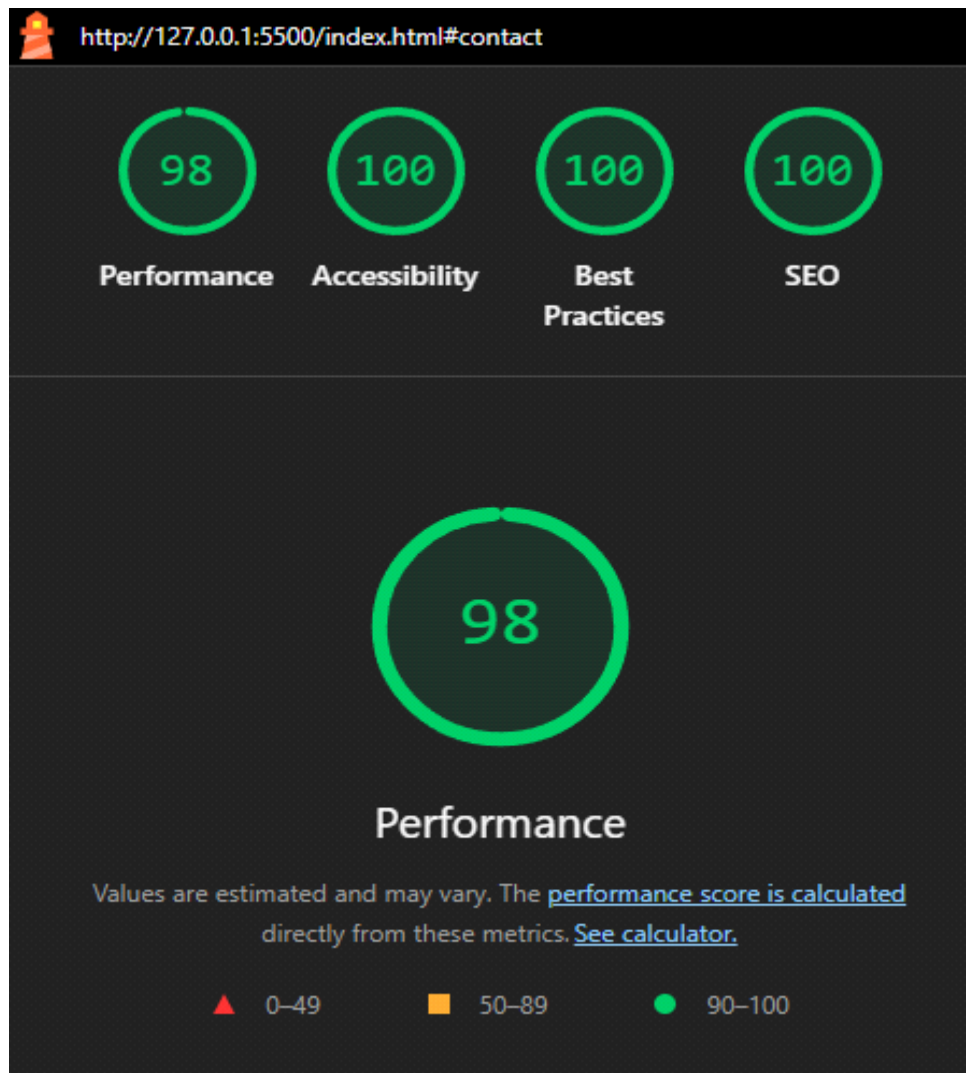 http://127.0.0.1:5500/index.html#contact
98 100 100 100
Performance Accessibility Best Practices SEO
98
Performance
Values are estimated and may vary. The performance score is calculated
directly from these metrics. See calculator.
0–49 50–89 90–100